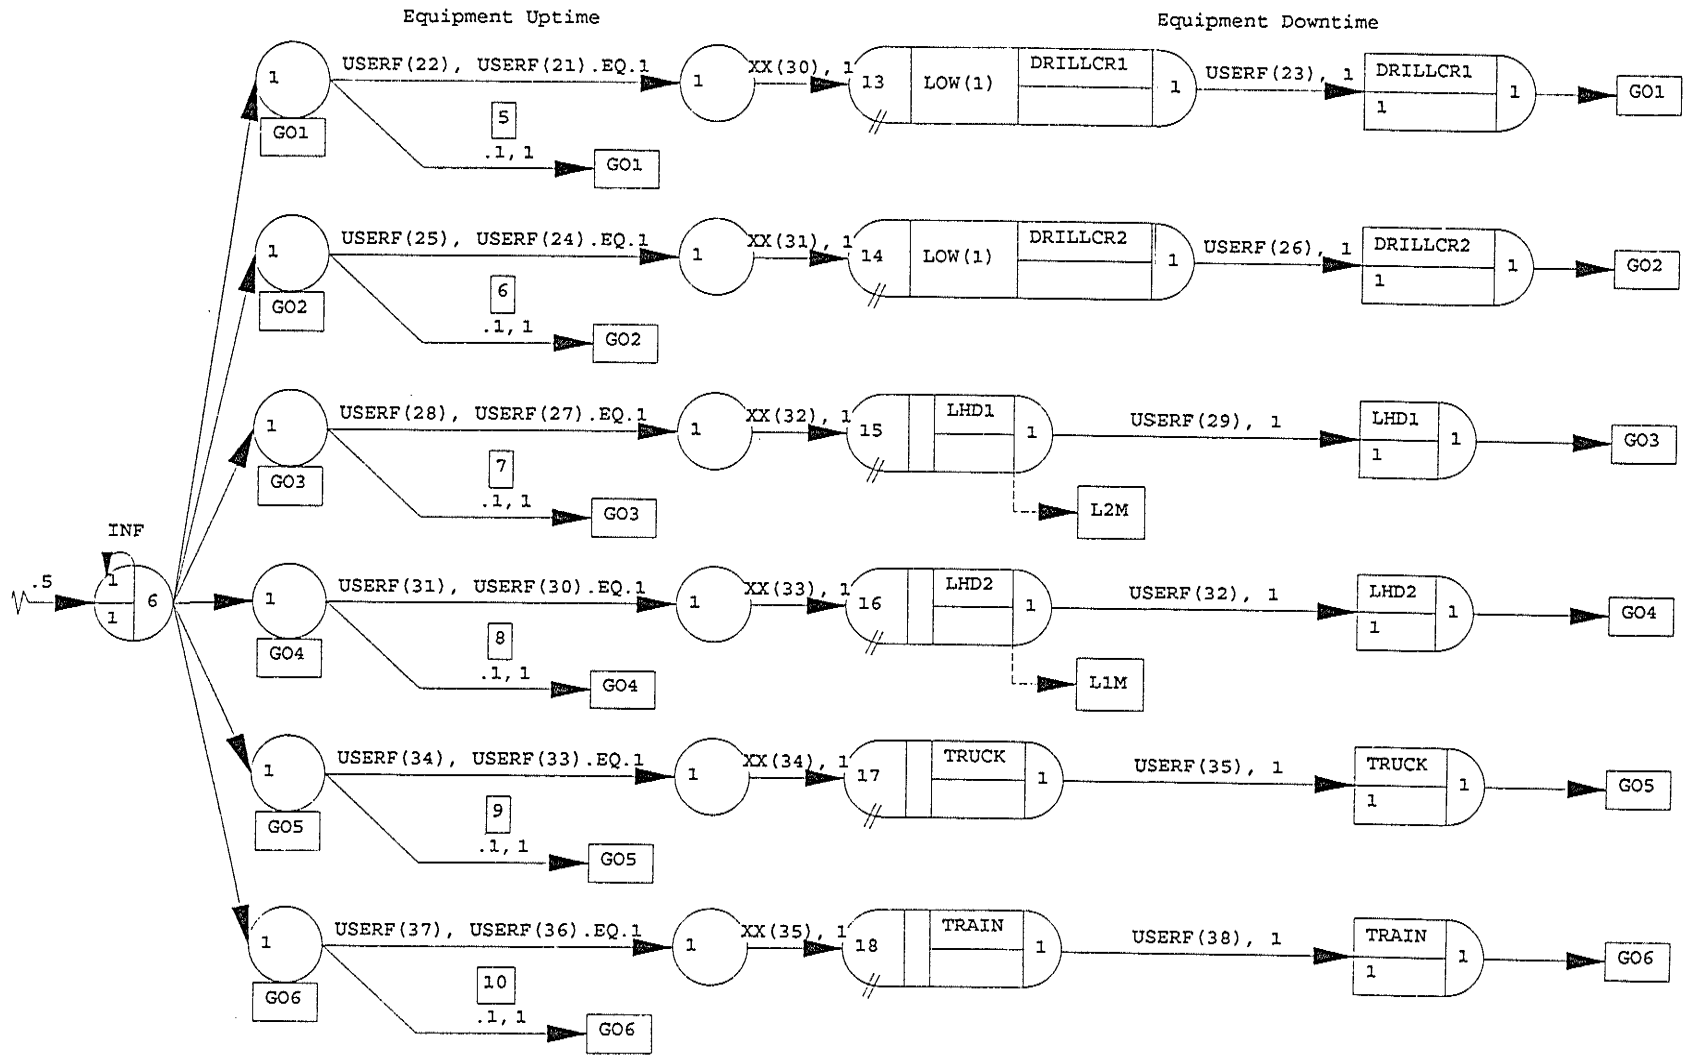 Equipment Uptime
Equipment Downtime
1
USERF(22), USERF(21).EQ.1
1
XX(30), 1
13
LOW(1)
DRILLCR1
1
USERF(23), 1
DRILLCR1
1
1
GO1
GO1
5
.1, 1
GO1
1
USERF(25), USERF(24).EQ.1
1
XX(31), 1
14
LOW(1)
DRILLCR2
1
USERF(26), 1
DRILLCR2
1
1
GO2
GO2
6
.1, 1
GO2
1
USERF(28), USERF(27).EQ.1
1
XX(32), 1
15
LHD1
1
USERF(29), 1
LHD1
1
1
GO3
GO3
7
.1, 1
GO3
L2M
INF
.5
1
1
6
1
USERF(31), USERF(30).EQ.1
1
XX(33), 1
16
LHD2
1
USERF(32), 1
LHD2
1
1
GO4
GO4
8
.1, 1
GO4
L1M
1
USERF(34), USERF(33).EQ.1
1
XX(34), 1
17
TRUCK
1
USERF(35), 1
TRUCK
1
1
GO5
GO5
9
.1, 1
GO5
1
USERF(37), USERF(36).EQ.1
1
XX(35), 1
18
TRAIN
1
USERF(38), 1
TRAIN
1
1
GO6
GO6
10
.1, 1
GO6